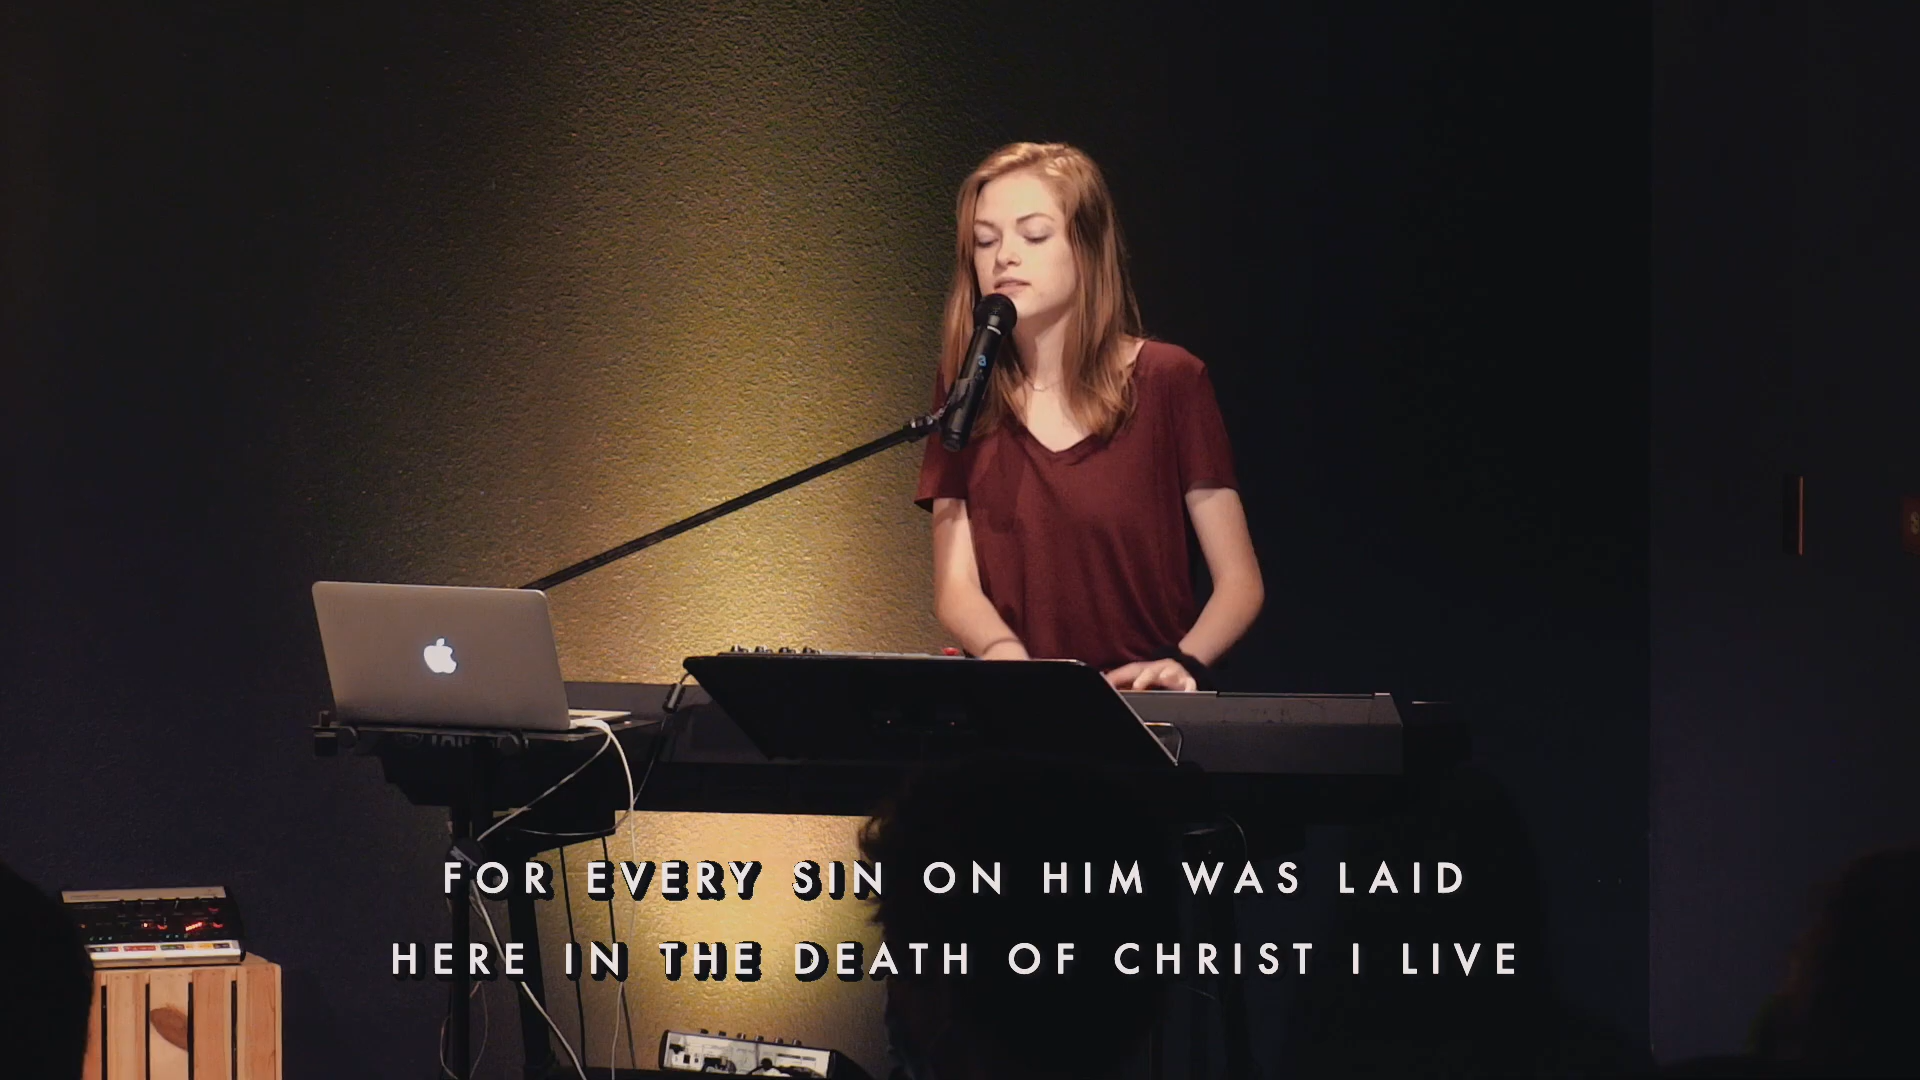 FOR EVERY SIN ON HIM WAS LAID
HERE IN THE DEATH OF CHRIST I LIVE